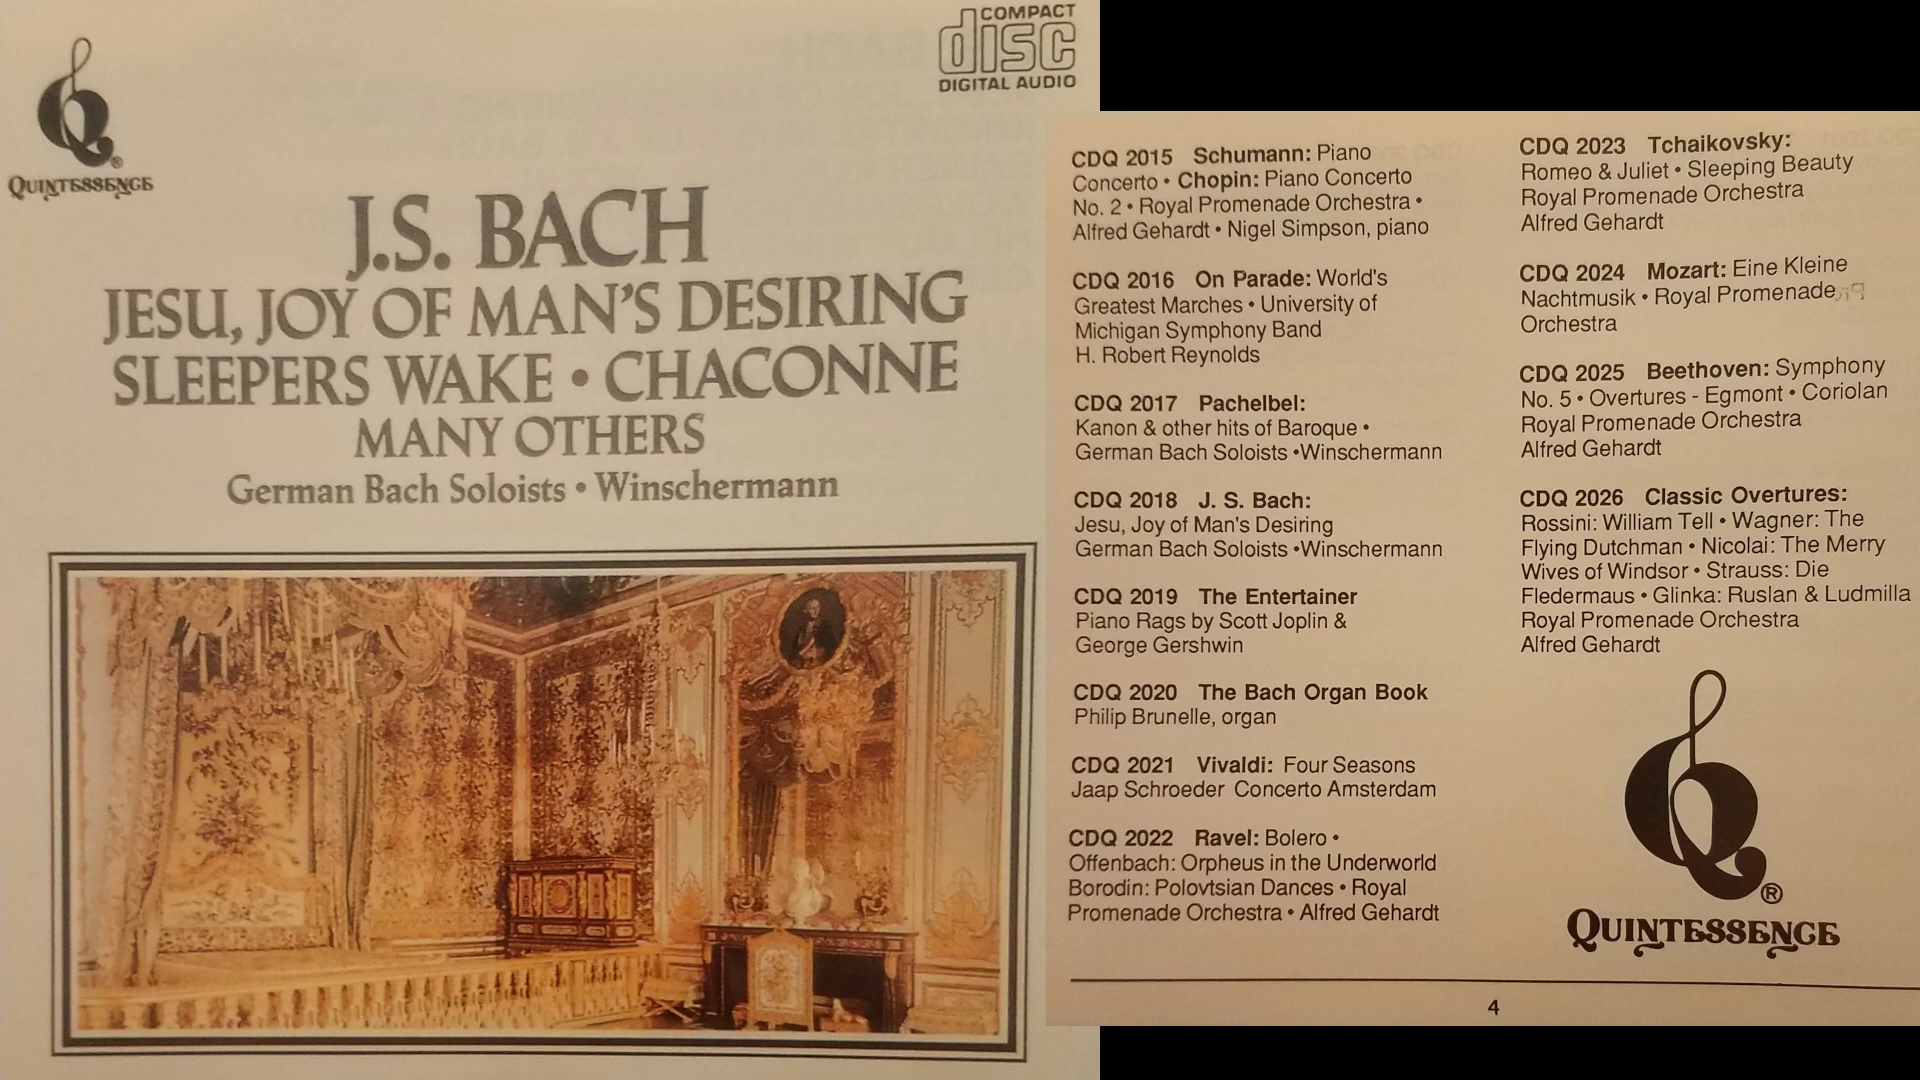 COMPACT
disc
DIGITAL AUDIO
QUINTESSENCE
J.S. BACH
JESU, JOY OF MAN'S DESIRING
SLEEPERS WAKE • CHACONNE
MANY OTHERS
German Bach Soloists • Winschermann
CDQ 2015 Schumann: Piano
Concerto • Chopin: Piano Concerto
No. 2 • Royal Promenade Orchestra •
Alfred Gehardt • Nigel Simpson, piano
CDQ 2016 On Parade: World's
Greatest Marches • University of
Michigan Symphony Band
H. Robert Reynolds
CDQ 2017 Pachelbel:
Kanon & other hits of Baroque •
German Bach Soloists •Winschermann
CDQ 2018 J. S. Bach:
Jesu, Joy of Man's Desiring
German Bach Soloists •Winschermann
CDQ 2019 The Entertainer
Piano Rags by Scott Joplin &
George Gershwin
CDQ 2020 The Bach Organ Book
Philip Brunelle, organ
CDQ 2021 Vivaldi: Four Seasons
Jaap Schroeder Concerto Amsterdam
CDQ 2022 Ravel: Bolero •
Offenbach: Orpheus in the Underworld
Borodin: Polovtsian Dances • Royal
Promenade Orchestra • Alfred Gehardt
CDQ 2023 Tchaikovsky:
Romeo & Juliet • Sleeping Beauty
Royal Promenade Orchestra
Alfred Gehardt
CDQ 2024 Mozart: Eine Kleine
Nachtmusik • Royal Promenade
Orchestra
CDQ 2025 Beethoven: Symphony
No. 5 • Overtures - Egmont • Coriolan
Royal Promenade Orchestra
Alfred Gehardt
CDQ 2026 Classic Overtures:
Rossini: William Tell • Wagner: The
Flying Dutchman • Nicolai: The Merry
Wives of Windsor • Strauss: Die
Fledermaus • Glinka: Ruslan & Ludmilla
Royal Promenade Orchestra
Alfred Gehardt
QUINTESSENCE
4